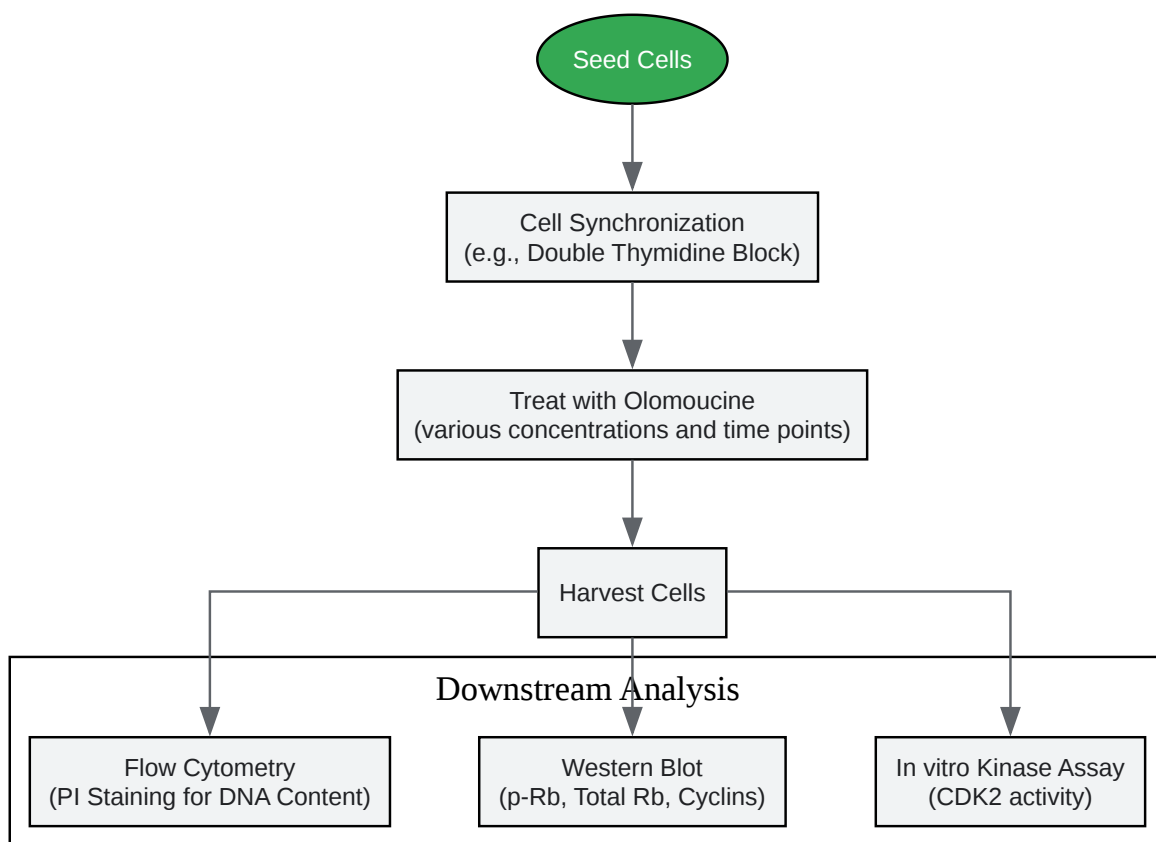 Seed Cells
Cell Synchronization
(e.g., Double Thymidine Block)
Treat with Olomoucine
(various concentrations and time points)
Harvest Cells
Downstream Analysis
Flow Cytometry
(PI Staining for DNA Content)
Western Blot
(p-Rb, Total Rb, Cyclins)
In vitro Kinase Assay
(CDK2 activity)